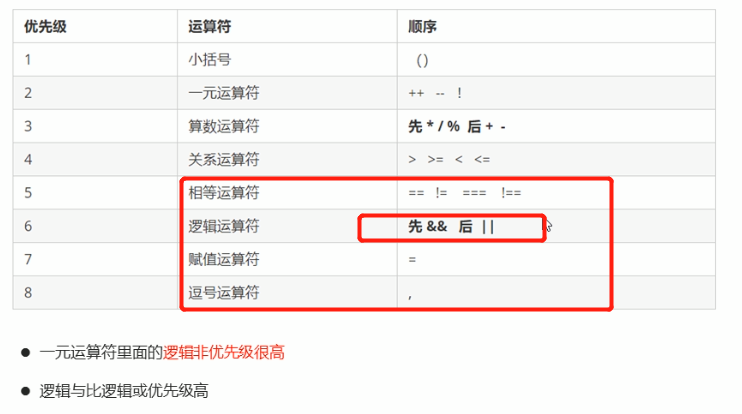 优先级 运算符 顺序
1 小括号 ()
2 一元运算符 ++ -- !
3 算数运算符 先 * / % 后 + -
4 关系运算符 > >= < <=
5 相等运算符 == != === !==
6 逻辑运算符 先 && 后 ||
7 赋值运算符 =
8 逗号运算符 ,
● 一元运算符里面的逻辑非优先级很高
● 逻辑与比逻辑或优先级高